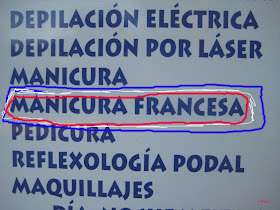 DEPILACIÓN ELÉCTRICA
DEPILACIÓN POR LÁSER
MANICURA
MANICURA FRANCESA
PEDICURA
REFLEXOLOGÍA PODAL
MAQUILLAJES